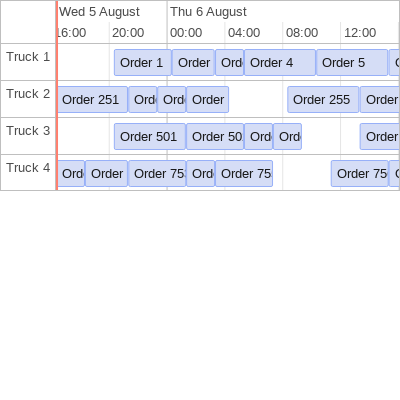 Wed 5 August Thu 6 August
16:00 20:00 00:00 04:00 08:00 12:00
Truck 1 Order 1 Order Ord Order 4 Order 5
Truck 2 Order 251 Ord Ord Order Order 255 Order
Truck 3 Order 501 Order 50 Ord Ord Order
Truck 4 Ord Order Order 75 Ord Order 75 Order 75